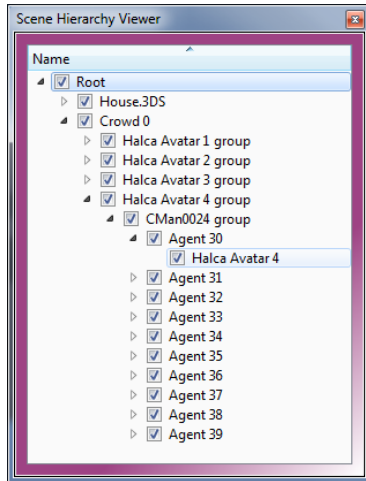 Scene Hierarchy Viewer
Name
Root
House.3DS
Crowd 0
Halca Avatar 1 group
Halca Avatar 2 group
Halca Avatar 3 group
Halca Avatar 4 group
CMan0024 group
Agent 30
Halca Avatar 4
Agent 31
Agent 32
Agent 33
Agent 34
Agent 35
Agent 36
Agent 37
Agent 38
Agent 39